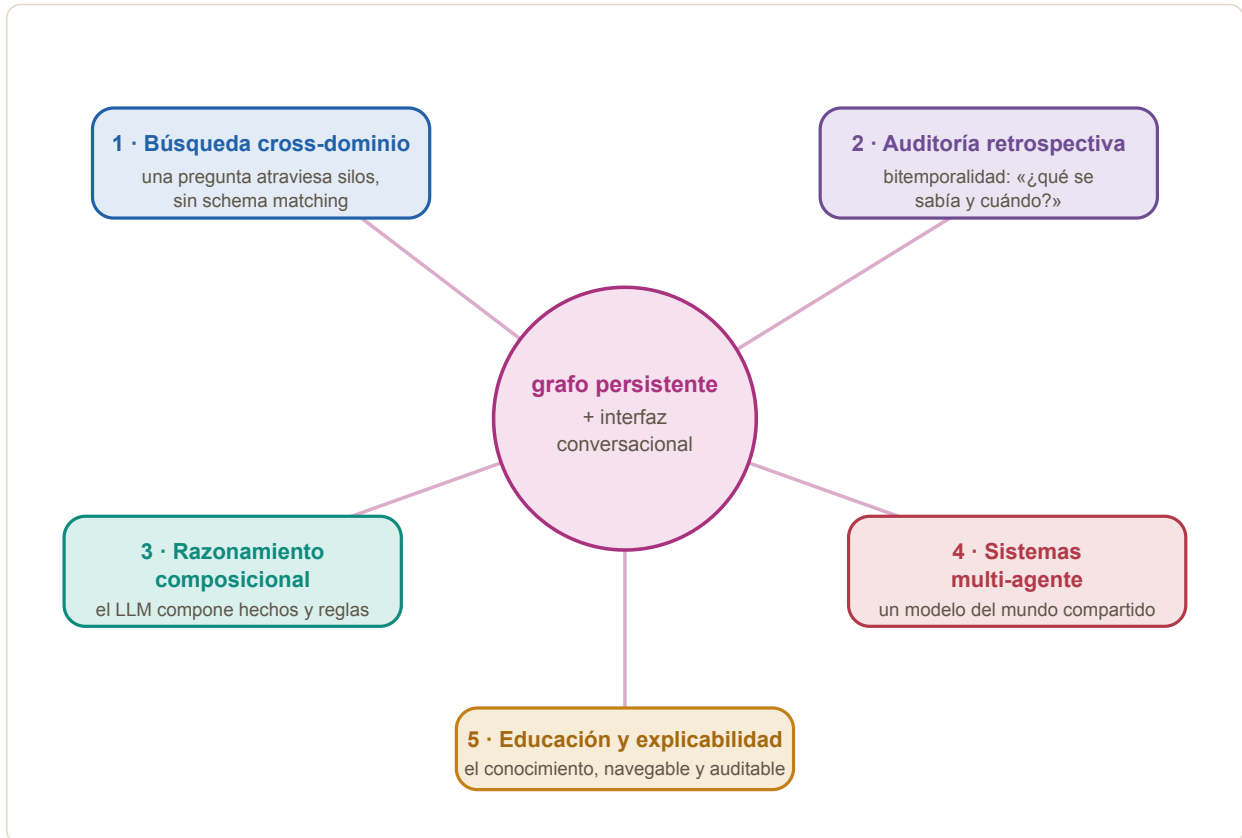 1 · Búsqueda cross-dominio
una pregunta atraviesa silos,
sin schema matching
2 · Auditoría retrospectiva
bitemporalidad: «¿qué se
sabía y cuándo?»
grafo persistente
+ interfaz
conversacional
3 · Razonamiento
composicional
el LLM compone hechos y reglas
4 · Sistemas
multi-agente
un modelo del mundo compartido
5 · Educación y explicabilidad
el conocimiento, navegable y auditable